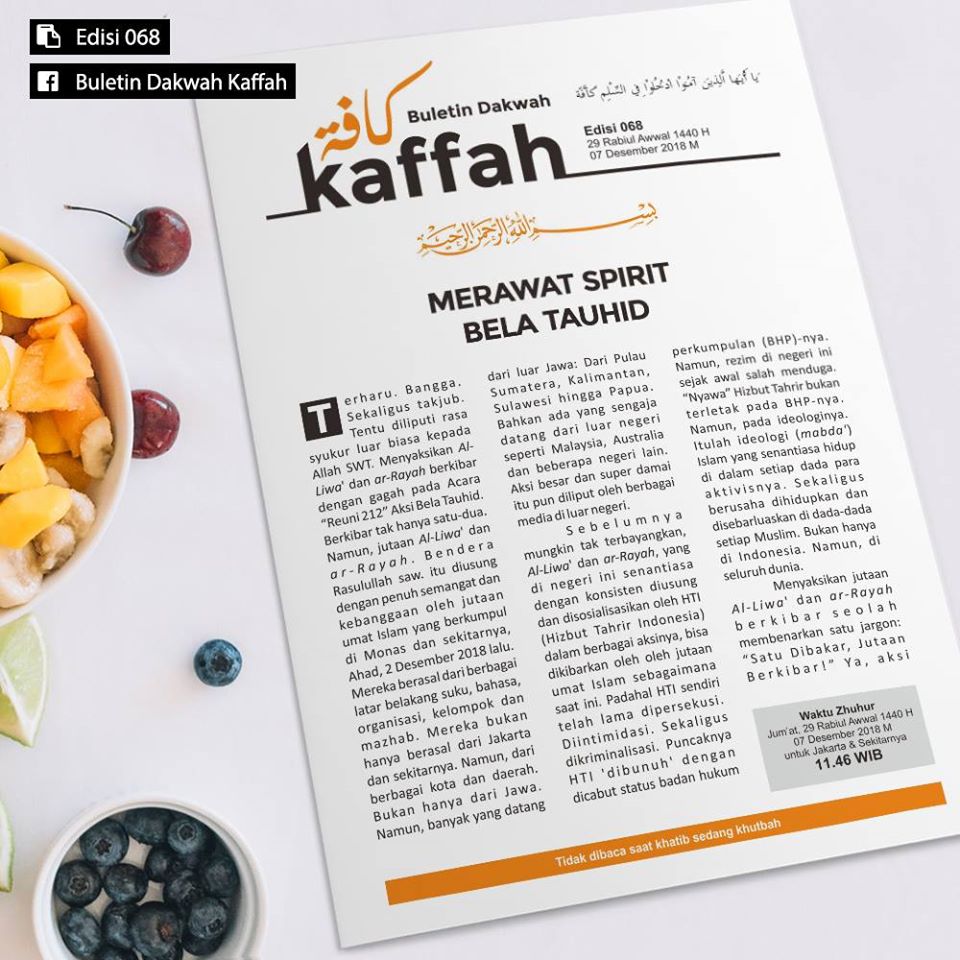 Edisi 068
Buletin Dakwah Kaffah
كافة
Buletin Dakwah
kaffah
يَا أَيُّهَا الَّذِيْنَ آمَنُوْا ادْخُلُوْا فِي السِّلْمِ كَآفَّةً
Edisi 068
29 Rabiul Awwal 1440 H
07 Desember 2018 M
بِسْمِ اللهِ الرَّحْمٰنِ الرَّحِيْمِ
MERAWAT SPIRIT
BELA TAUHID
Terharu. Bangga.
Sekaligus takjub.
Tentu diliputi rasa
syukur luar biasa kepada
Allah SWT. Menyaksikan Al-
Liwa' dan ar-Rayah berkibar
dengan gagah pada Acara
“Reuni 212” Aksi Bela Tauhid.
Berkibar tak hanya satu-dua.
Namun, jutaan Al-Liwa' dan
ar-Rayah. Bendera
Rasulullah saw. itu diusung
dengan penuh semangat dan
kebanggaan oleh jutaan
umat Islam yang berkumpul
di Monas dan sekitarnya,
Ahad, 2 Desember 2018 lalu.
Mereka berasal dari berbagai
latar belakang suku, bahasa,
organisasi, kelompok dan
mazhab. Mereka bukan
hanya berasal dari Jakarta
dan sekitarnya. Namun, dari
berbagai kota dan daerah.
Bukan hanya dari Jawa.
Namun, banyak yang datang
dari luar Jawa: Dari Pulau
Sumatera, Kalimantan,
Sulawesi hingga Papua.
Bahkan ada yang sengaja
datang dari luar negeri
seperti Malaysia, Australia
dan beberapa negeri lain.
Aksi besar dan super damai
itu pun diliput oleh berbagai
media di luar negeri.
Sebelumnya
mungkin tak terbayangkan,
Al-Liwa' dan ar-Rayah, yang
di negeri ini senantiasa
dengan konsisten diusung
dan disosialisasikan oleh HTI
(Hizbut Tahrir Indonesia)
dalam berbagai aksinya, bisa
dikibarkan oleh oleh jutaan
umat Islam sebagaimana
saat ini. Padahal HTI sendiri
telah lama dipersekusi.
Diintimidasi. Sekaligus
dikriminalisasi. Puncaknya
HTI 'dibunuh' dengan
dicabut status badan hukum
perkumpulan (BHP)-nya.
Namun, rezim di negeri ini
sejak awal salah menduga.
“Nyawa” Hizbut Tahrir bukan
terletak pada BHP-nya.
Namun, pada ideologinya.
Itulah ideologi (mabda')
Islam yang senantiasa hidup
di dalam setiap dada para
aktivisnya. Sekaligus
berusaha dihidupkan dan
disebarluaskan di dada-dada
setiap Muslim. Bukan hanya
di Indonesia. Namun, di
seluruh dunia.
Menyaksikan jutaan
Al-Liwa' dan ar-Rayah
berkibar seolah
membenarkan satu jargon:
“Satu Dibakar, Jutaan
Berkibar!” Ya, aksi
Waktu Zhuhur
Jum'at, 29 Rabiul Awwal 1440 H
07 Desember 2018 M
untuk Jakarta & Sekitarnya
11.46 WIB
Tidak dibaca saat khatib sedang khutbah